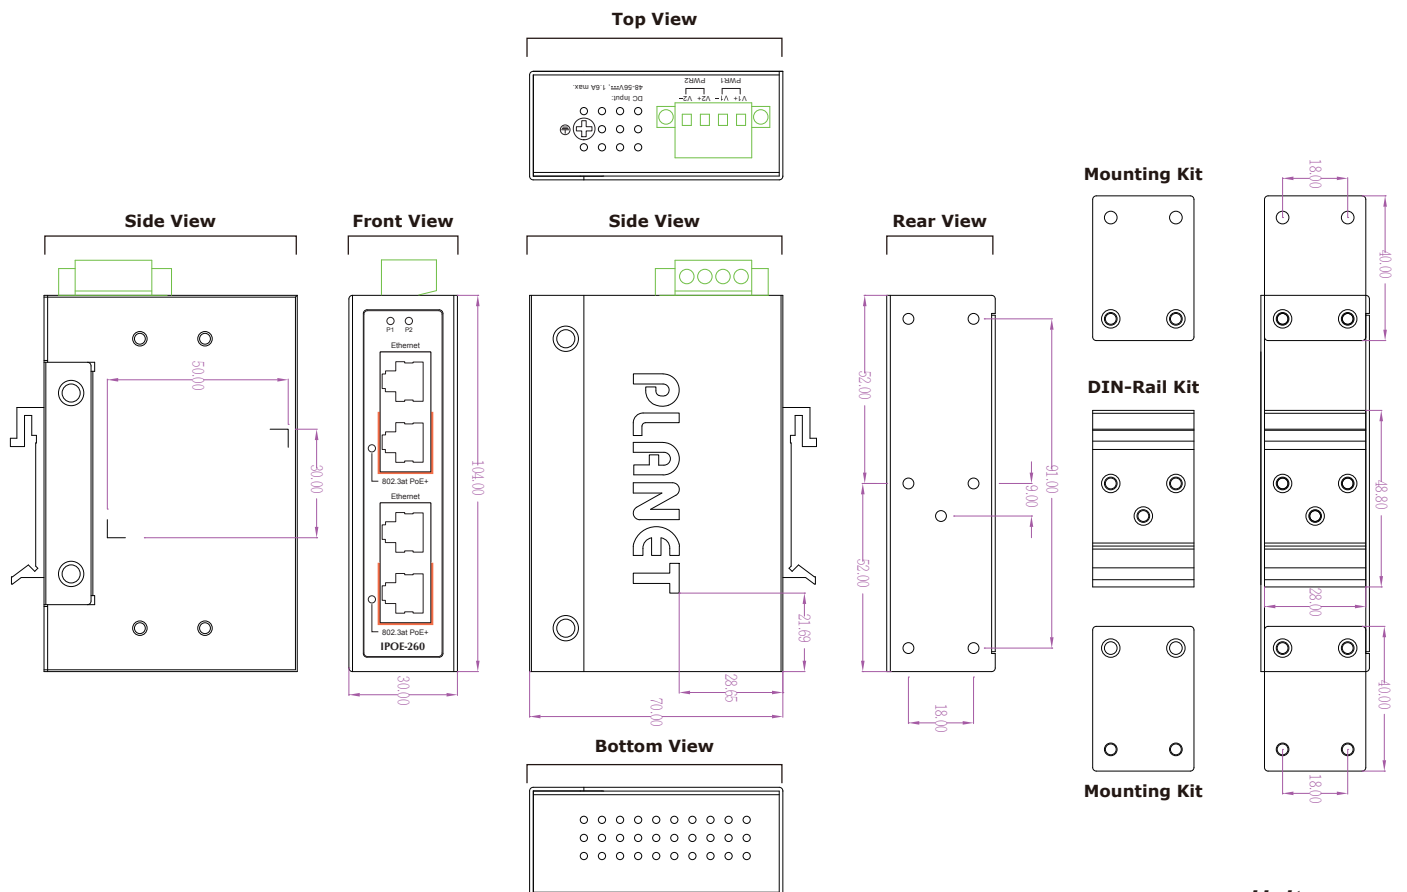 Top View
DC Input:
48-56V⎓, 1.6A max.
PWR2
PWR1
V2- V2+ V1- V1+
Side View
Front View
Side View
Rear View
Mounting Kit
18.00
40.00
P1 P2
Ethernet
802.3at PoE+
Ethernet
802.3at PoE+
IPOE-260
50.00
30.00
104.00
30.00
PLANET
21.69
28.65
70.00
52.00
52.00
91.00
9.00
18.00
DIN-Rail Kit
48.80
28.00
40.00
18.00
Mounting Kit
Bottom View